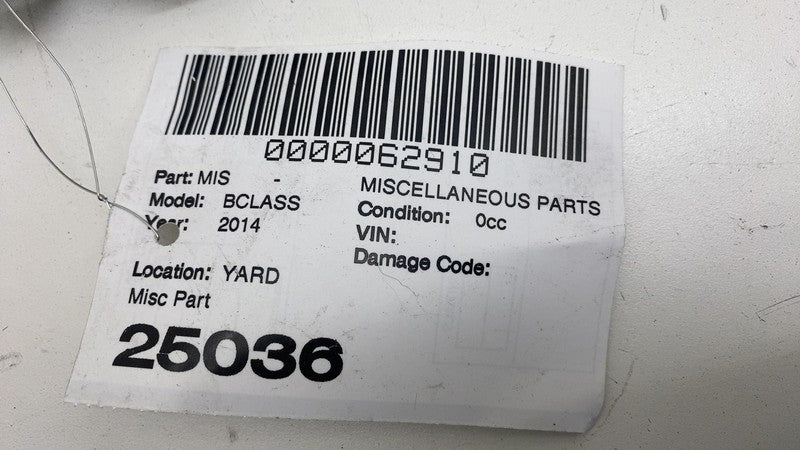 0000062910
Part: MIS - MISCELLANEOUS PARTS
Model: BCLASS Condition: 0cc
Year: 2014 VIN:
Damage Code:
Location: YARD
Misc Part
25036